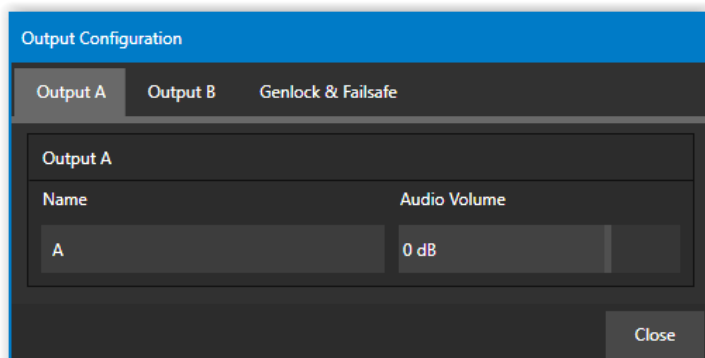 Output Configuration
Output A Output B Genlock & Failsafe
Output A
Name Audio Volume
A 0 dB
Close